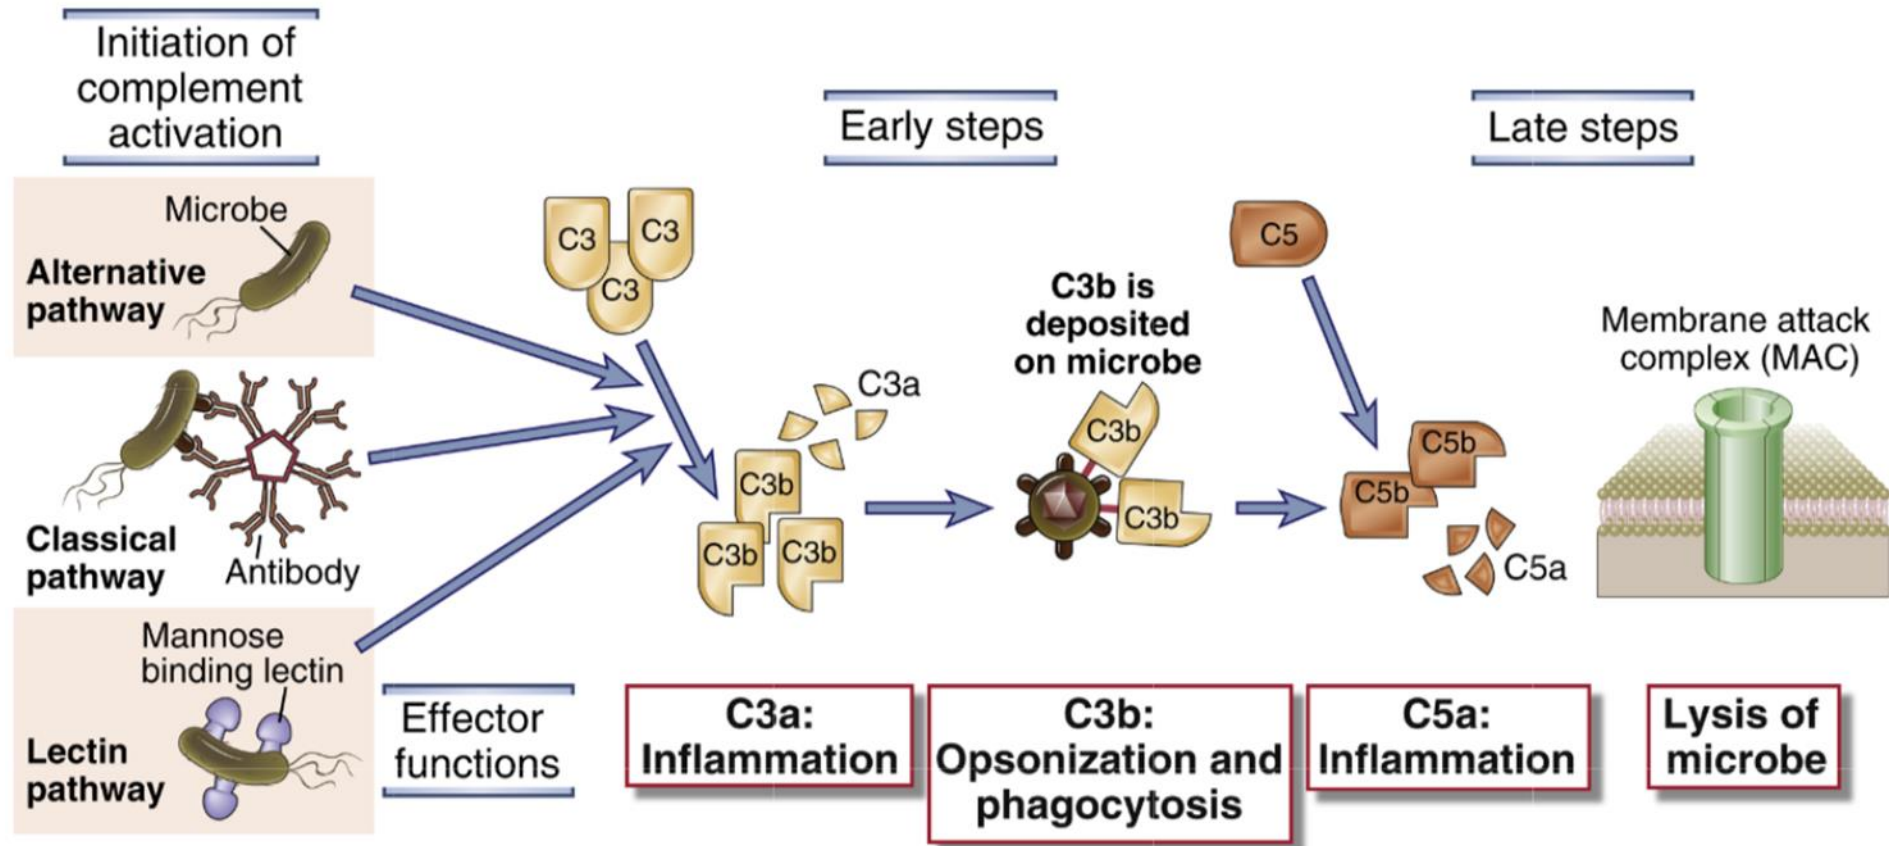 Initiation of
complement
activation
Early steps
Late steps
Microbe
Alternative
pathway
C3
C3
C3
C5
C3b is
deposited
on microbe
Membrane attack
complex (MAC)
C3a
C3b
C3b
C3b
C3b
C3b
C5b
C5b
C5a
Classical
pathway
Antibody
Mannose
binding lectin
Lectin
pathway
Effector
functions
C3a:
Inflammation
C3b:
Opsonization and
phagocytosis
C5a:
Inflammation
Lysis of
microbe